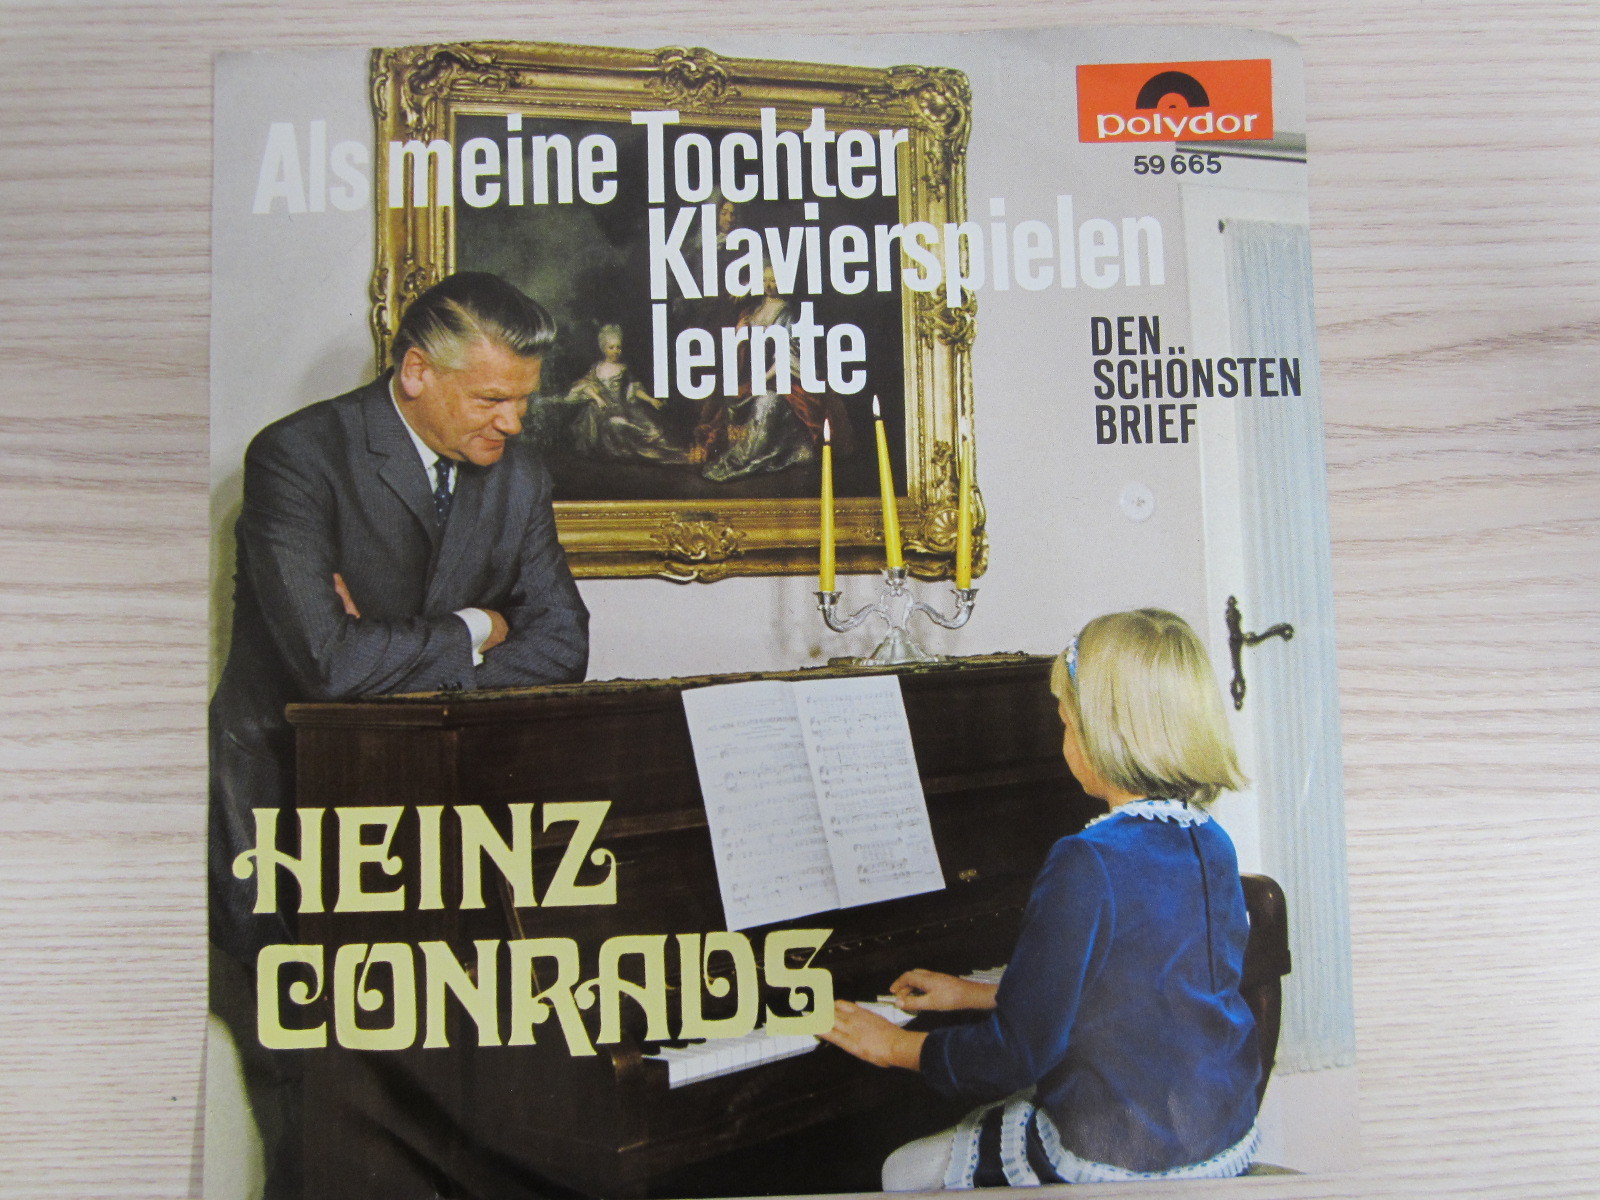 Als meine Tochter
Klavierspielen
lernte
polydor
59 665
DEN
SCHÖNSTEN
BRIEF
HEINZ
CONRADS